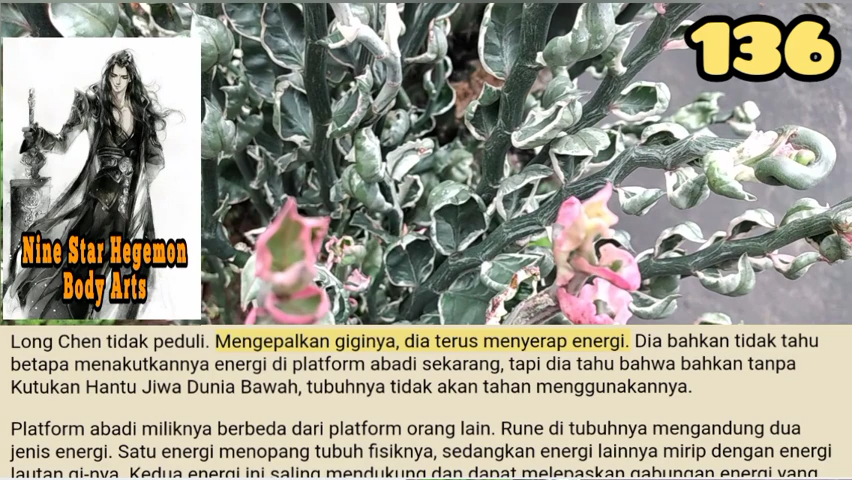 136
Nine Star Hegemon
Body Arts
Long Chen tidak peduli. Mengepalkan giginya, dia terus menyerap energi. Dia bahkan tidak tahu
betapa menakutkannya energi di platform abadi sekarang, tapi dia tahu bahwa bahkan tanpa
Kutukan Hantu Jiwa Dunia Bawah, tubuhnya tidak akan tahan menggunakannya.
Platform abadi miliknya berbeda dari platform orang lain. Rune di tubuhnya mengandung dua
jenis energi. Satu energi menopang tubuh fisiknya, sedangkan energi lainnya mirip dengan energi
lautan qi-nya. Kedua energi ini saling mendukung dan dapat melepaskan gabungan energi yang